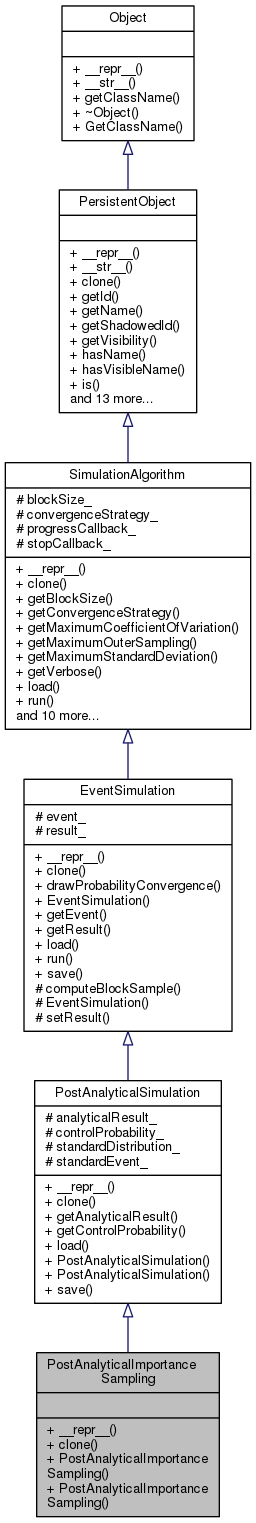 Object
+ __repr__()
+ __str__()
+ getClassName()
+ ~Object()
+ GetClassName()
PersistentObject
+ __repr__()
+ __str__()
+ clone()
+ getId()
+ getName()
+ getShadowedId()
+ getVisibility()
+ hasName()
+ hasVisibleName()
+ is()
and 13 more...
SimulationAlgorithm
# blockSize_
# convergenceStrategy_
# progressCallback_
# stopCallback_
+ __repr__()
+ clone()
+ getBlockSize()
+ getConvergenceStrategy()
+ getMaximumCoefficientOfVariation()
+ getMaximumOuterSampling()
+ getMaximumStandardDeviation()
+ getVerbose()
+ load()
+ run()
and 10 more...
EventSimulation
# event_
# result_
+ __repr__()
+ clone()
+ drawProbabilityConvergence()
+ EventSimulation()
+ getEvent()
+ getResult()
+ load()
+ run()
+ save()
# computeBlockSample()
# EventSimulation()
# setResult()
PostAnalyticalSimulation
# analyticalResult_
# controlProbability_
# standardDistribution_
# standardEvent_
+ __repr__()
+ clone()
+ getAnalyticalResult()
+ getControlProbability()
+ load()
+ PostAnalyticalSimulation()
+ PostAnalyticalSimulation()
+ save()
PostAnalyticalImportance
Sampling
+ __repr__()
+ clone()
+ PostAnalyticalImportance
Sampling()
+ PostAnalyticalImportance
Sampling()